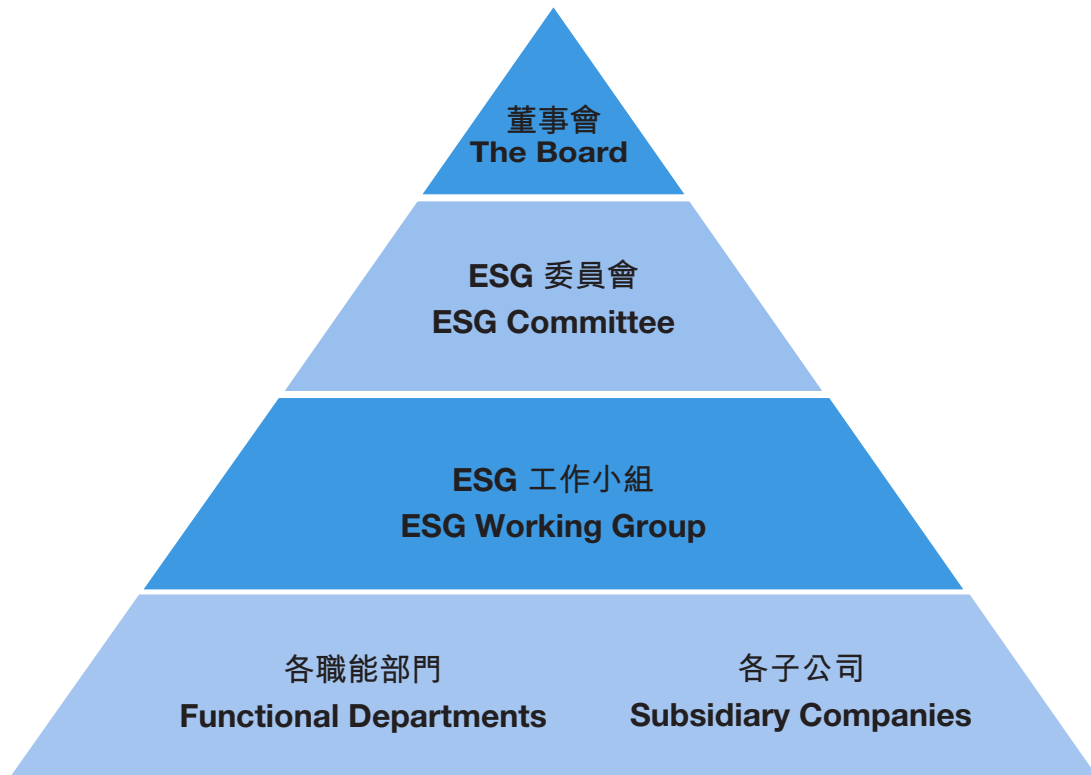 董事會
The Board
ESG 委員會
ESG Committee
ESG 工作小組
ESG Working Group
各職能部門
Functional Departments
各子公司
Subsidiary Companies